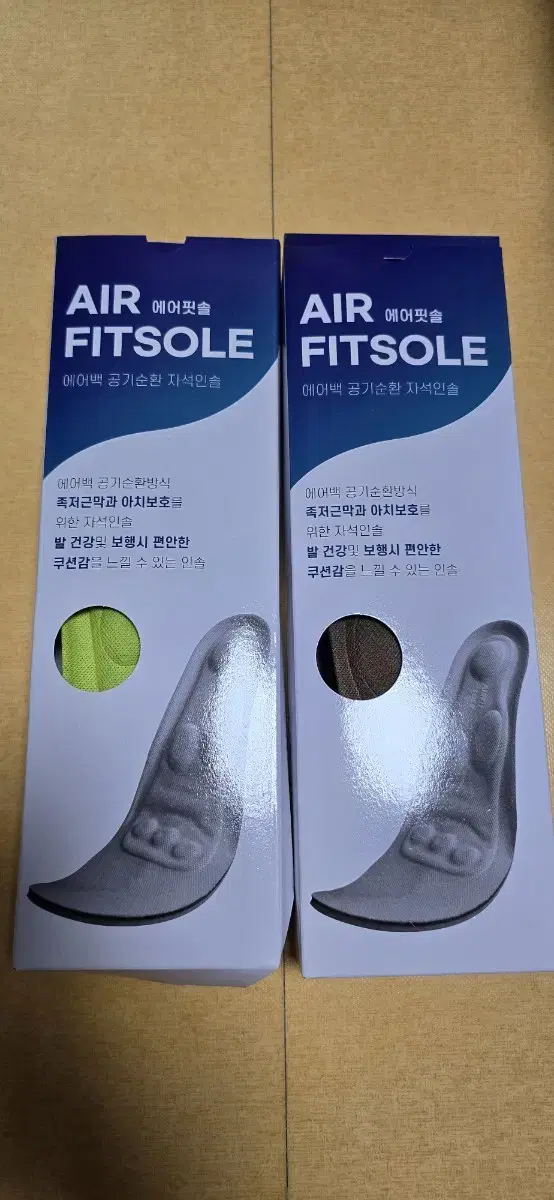 AIR 에어핏솔
FITSOLE
에어백 공기순환 자석인솔
에어백 공기순환방식
족저근막과 아치보호를
위한 자석인솔
발 건강및 보행시 편안한
쿠션감을 느낄 수 있는 인솔
AIR 에어핏솔
FITSOLE
에어백 공기순환 자석인솔
에어백 공기순환방식
족저근막과 아치보호를
위한 자석인솔
발 건강및 보행시 편안한
쿠션감을 느낄 수 있는 인솔